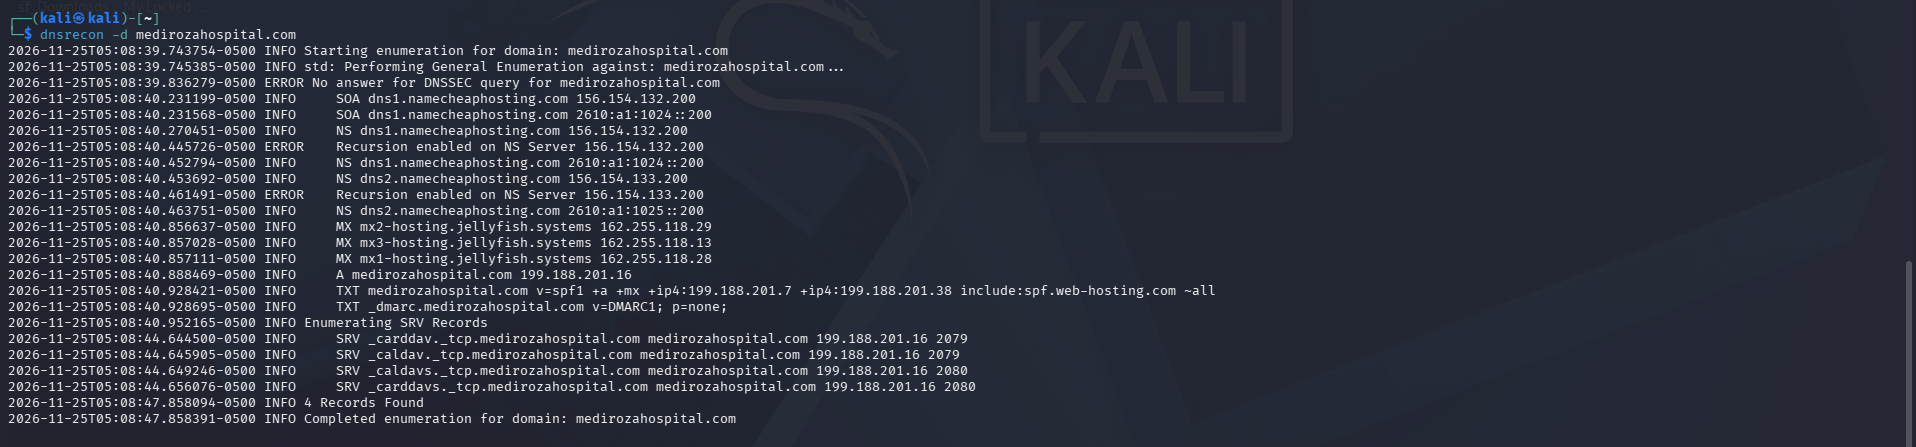 ┌──(kali㉿kali)-[~]
└─$ dnsrecon -d medirozahospital.com
2026-11-25T05:08:39.743754-0500 INFO Starting enumeration for domain: medirozahospital.com
2026-11-25T05:08:39.745385-0500 INFO std: Performing General Enumeration against: medirozahospital.com...
2026-11-25T05:08:39.836279-0500 ERROR No answer for DNSSEC query for medirozahospital.com
2026-11-25T05:08:40.231199-0500 INFO     SOA dns1.namecheaphosting.com 156.154.132.200
2026-11-25T05:08:40.231568-0500 INFO     SOA dns1.namecheaphosting.com 2610:a1:1024::200
2026-11-25T05:08:40.270451-0500 INFO     NS dns1.namecheaphosting.com 156.154.132.200
2026-11-25T05:08:40.445726-0500 ERROR    Recursion enabled on NS Server 156.154.132.200
2026-11-25T05:08:40.452794-0500 INFO     NS dns1.namecheaphosting.com 2610:a1:1024::200
2026-11-25T05:08:40.453692-0500 INFO     NS dns2.namecheaphosting.com 156.154.133.200
2026-11-25T05:08:40.461491-0500 ERROR    Recursion enabled on NS Server 156.154.133.200
2026-11-25T05:08:40.463751-0500 INFO     NS dns2.namecheaphosting.com 2610:a1:1025::200
2026-11-25T05:08:40.856637-0500 INFO     MX mx2-hosting.jellyfish.systems 162.255.118.29
2026-11-25T05:08:40.857028-0500 INFO     MX mx3-hosting.jellyfish.systems 162.255.118.13
2026-11-25T05:08:40.857111-0500 INFO     MX mx1-hosting.jellyfish.systems 162.255.118.28
2026-11-25T05:08:40.888469-0500 INFO     A medirozahospital.com 199.188.201.16
2026-11-25T05:08:40.928421-0500 INFO     TXT medirozahospital.com v=spf1 +a +mx +ip4:199.188.201.7 +ip4:199.188.201.38 include:spf.web-hosting.com ~all
2026-11-25T05:08:40.928695-0500 INFO     TXT _dmarc.medirozahospital.com v=DMARC1; p=none;
2026-11-25T05:08:40.952165-0500 INFO Enumerating SRV Records
2026-11-25T05:08:44.644500-0500 INFO     SRV _carddav._tcp.medirozahospital.com medirozahospital.com 199.188.201.16 2079
2026-11-25T05:08:44.645905-0500 INFO     SRV _caldav._tcp.medirozahospital.com medirozahospital.com 199.188.201.16 2079
2026-11-25T05:08:44.649246-0500 INFO     SRV _caldavs._tcp.medirozahospital.com medirozahospital.com 199.188.201.16 2080
2026-11-25T05:08:44.656076-0500 INFO     SRV _carddavs._tcp.medirozahospital.com medirozahospital.com 199.188.201.16 2080
2026-11-25T05:08:47.858094-0500 INFO 4 Records Found
2026-11-25T05:08:47.858391-0500 INFO Completed enumeration for domain: medirozahospital.com
KALI